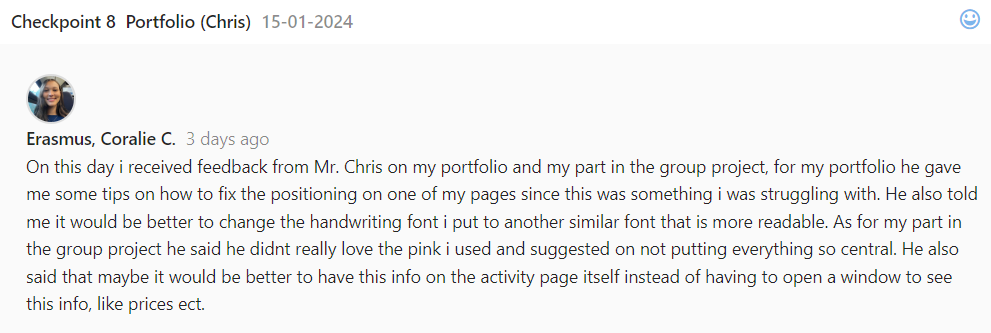 Checkpoint 8 Portfolio (Chris) 15-01-2024
Erasmus, Coralie C. 3 days ago
On this day i received feedback from Mr. Chris on my portfolio and my part in the group project, for my portfolio he gave
me some tips on how to fix the positioning on one of my pages since this was something i was struggling with. He also told
me it would be better to change the handwriting font i put to another similar font that is more readable. As for my part in
the group project he said he didnt really love the pink i used and suggested on not putting everything so central. He also
said that maybe it would be better to have this info on the activity page itself instead of having to open a window to see
this info, like prices ect.